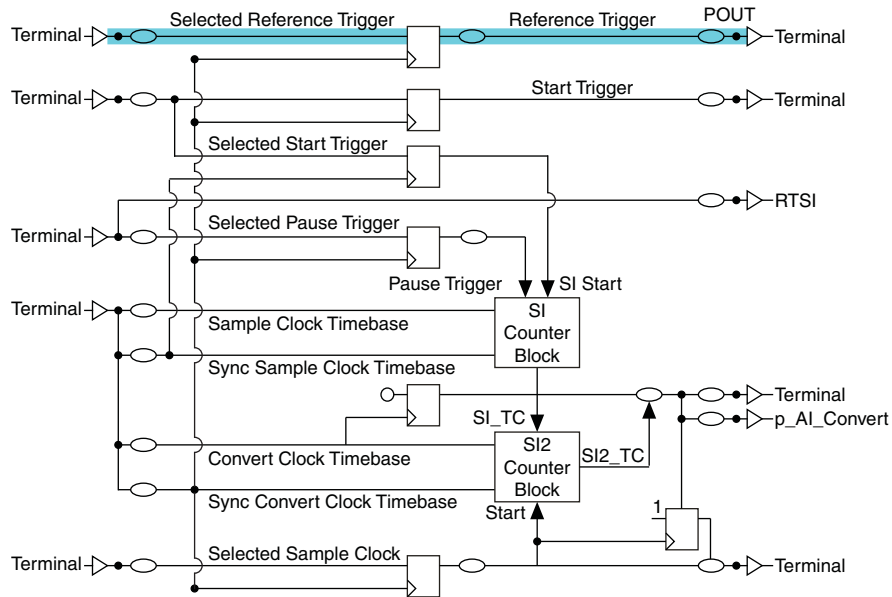 Selected Reference Trigger
Reference Trigger
POUT
Terminal
Terminal
Start Trigger
Terminal
Terminal
Selected Start Trigger
RTSI
Selected Pause Trigger
Terminal
Pause Trigger
SI Start
Terminal
SI
Counter
Block
Sample Clock Timebase
Sync Sample Clock Timebase
Terminal
SI_TC
p_AI_Convert
Convert Clock Timebase
SI2
Counter
Block
SI2_TC
Sync Convert Clock Timebase
Start
1
Selected Sample Clock
Terminal
Terminal